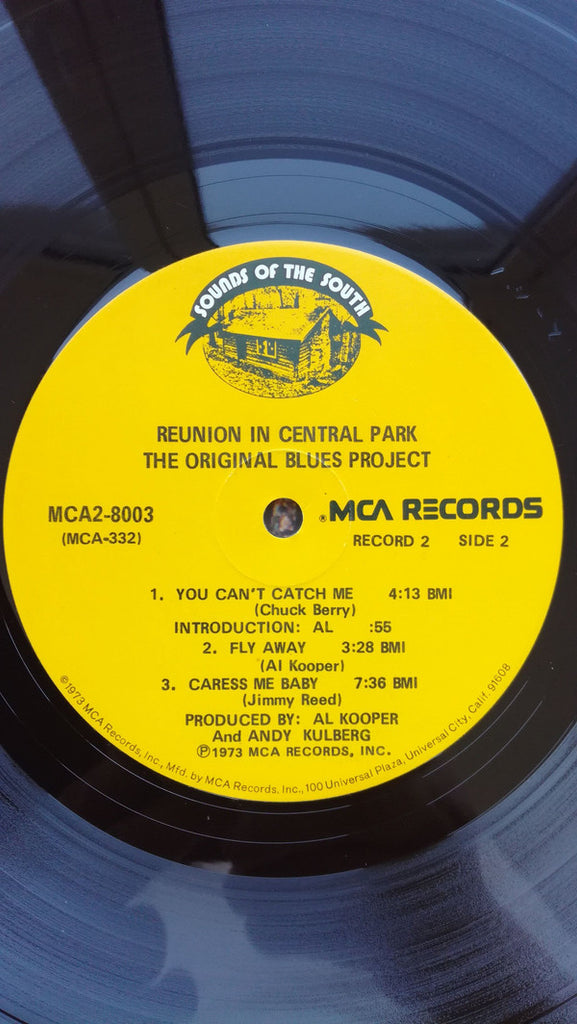 SOUNDS OF THE SOUTH
REUNION IN CENTRAL PARK
THE ORIGINAL BLUES PROJECT
MCA2-8003
(MCA-332)
®MCA RECORDS
RECORD 2 SIDE 2
1. YOU CAN'T CATCH ME 4:13 BMI
(Chuck Berry)
INTRODUCTION: AL :55
2. FLY AWAY 3:28 BMI
(Al Kooper)
3. CARESS ME BABY 7:36 BMI
(Jimmy Reed)
PRODUCED BY: AL KOOPER
And ANDY KULBERG
℗1973 MCA RECORDS, INC.
©1973 MCA Records, Inc., Mfd. by MCA Records, Inc., 100 Universal Plaza, Universal City, Calif. 91608